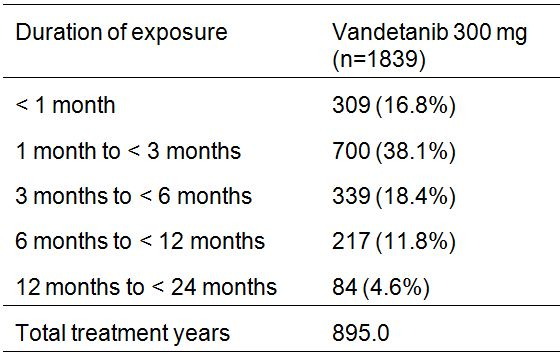 Duration of exposure Vandetanib 300 mg
(n=1839)
< 1 month 309 (16.8%)
1 month to < 3 months 700 (38.1%)
3 months to < 6 months 339 (18.4%)
6 months to < 12 months 217 (11.8%)
12 months to < 24 months 84 (4.6%)
Total treatment years 895.0